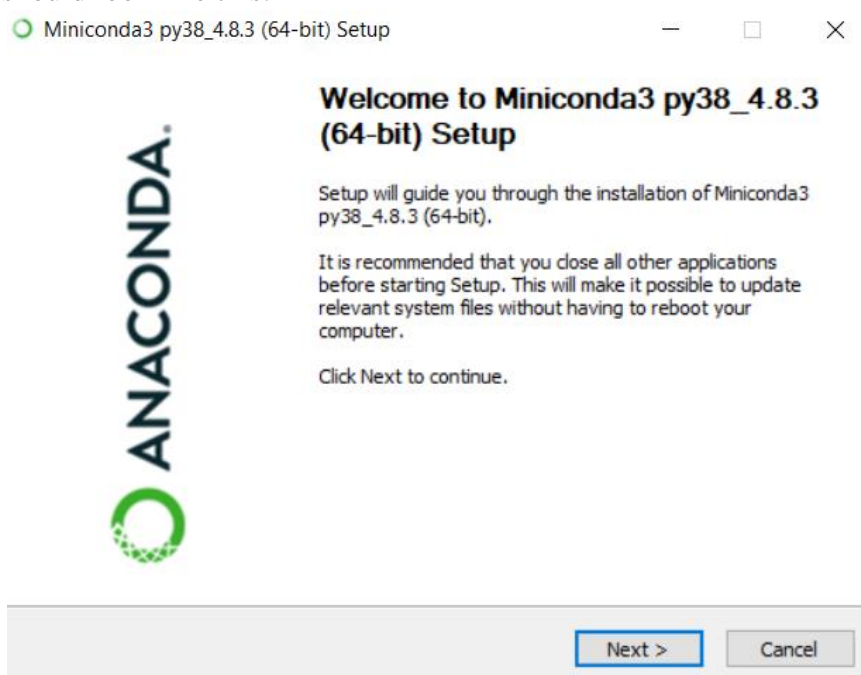 Miniconda3 py38_4.8.3 (64-bit) Setup
Welcome to Miniconda3 py38_4.8.3
(64-bit) Setup
Setup will guide you through the installation of Miniconda3
py38_4.8.3 (64-bit).
It is recommended that you close all other applications
before starting Setup. This will make it possible to update
relevant system files without having to reboot your
computer.
Click Next to continue.
ANACONDA.
Next >
Cancel